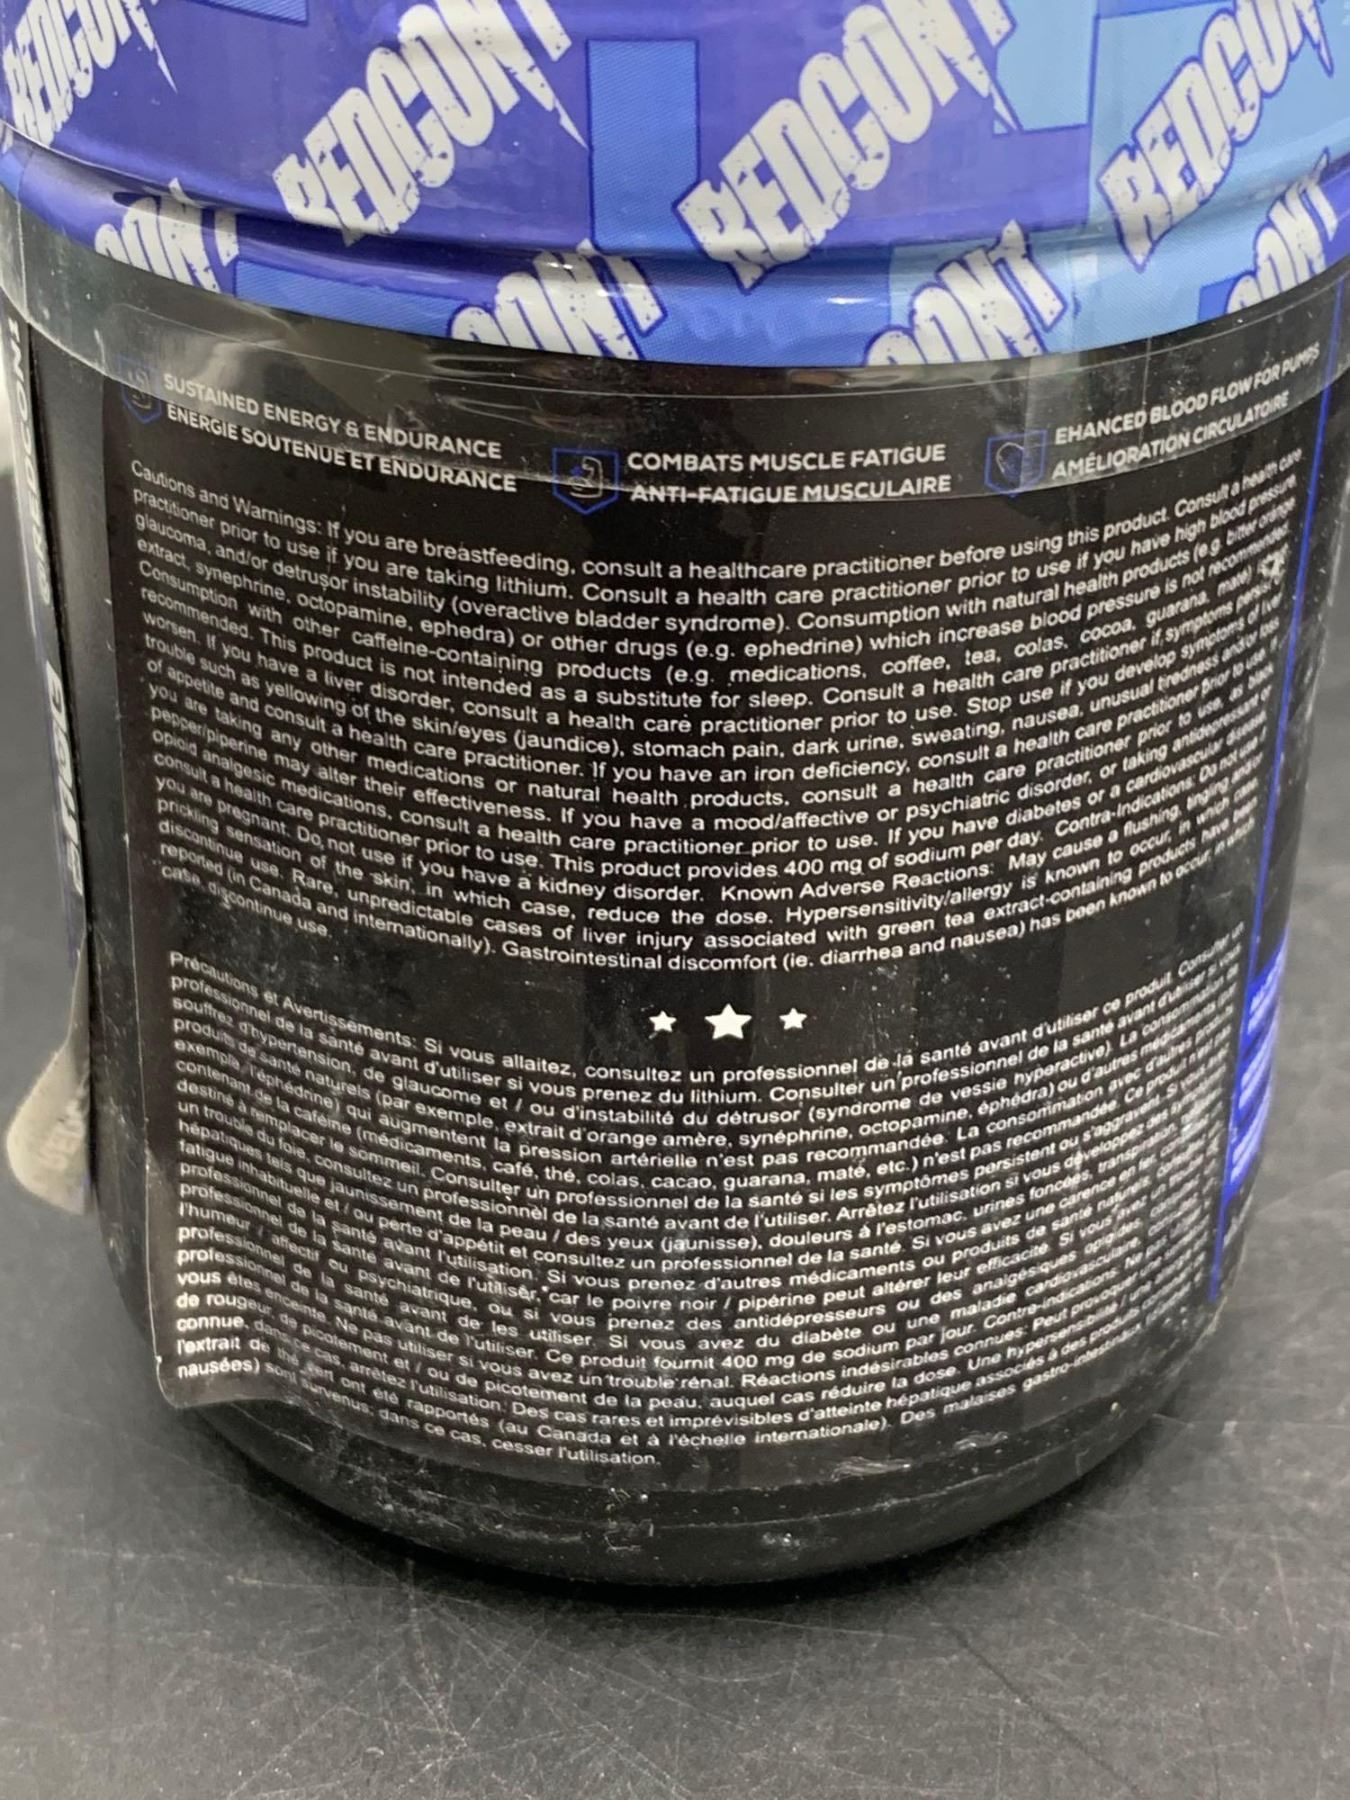 REDCON1
REDCON1
REDCON1
REDCON1
SUSTAINED ENERGY & ENDURANCE
ÉNERGIE SOUTENUE ET ENDURANCE
COMBATS MUSCLE FATIGUE
ANTI-FATIGUE MUSCULAIRE
EHANCED BLOOD FLOW FOR PUMPS
AMÉLIORATION CIRCULATOIRE
Cautions and Warnings: If you are breastfeeding, consult a healthcare practitioner before using this product. Consult a health care
practitioner prior to use if you are taking lithium. Consult a health care practitioner prior to use if you have high blood pressure,
glaucoma, and/or detrusor instability (overactive bladder syndrome). Consumption with natural health products (e.g. bitter orange
extract, synephrine, octopamine, ephedra) or other drugs (e.g. ephedrine) which increase blood pressure is not recommended.
Consumption with other caffeine-containing products (e.g. medications, coffee, tea, colas, cocoa, guarana, maté)
recommended. This product is not intended as a substitute for sleep. Consult a health care practitioner if symptoms persist
worsen. If you have a liver disorder, consult a health care practitioner prior to use. Stop use if you develop symptoms of liver
trouble such as yellowing of the skin/eyes (jaundice), stomach pain, dark urine, sweating, nausea, unusual tiredness and/or loss
of appetite and consult a health care practitioner. If you have an iron deficiency, consult a health care practitioner prior to use.
you are taking any other medications or natural health products, consult a health care practitioner prior to use, as black
pepper/piperine may alter their effectiveness. If you have a mood/affective or psychiatric disorder, or taking antidepressant or
opioid analgesic medications, consult a health care practitioner prior to use. If you have diabetes or a cardiovascular disease,
consult a health care practitioner prior to use. This product provides 400 mg of sodium per day. Contra-Indications: Do not use
you are pregnant. Do not use if you have a kidney disorder. Known Adverse Reactions: May cause a flushing, tingling and/or
prickling sensation of the skin, in which case, reduce the dose. Hypersensitivity/allergy is known to occur, in which case
discontinue use. Rare, unpredictable cases of liver injury associated with green tea extract-containing products have been
reported (in Canada and internationally). Gastrointestinal discomfort (ie. diarrhea and nausea) has been known to occur, in which
case, discontinue use.
Précautions et Avertissements: Si vous allaitez, consultez un professionnel de la santé avant d'utiliser ce produit. Consulter un
professionnel de la santé avant d'utiliser si vous prenez du lithium. Consulter un professionnel de la santé avant d'utiliser si vous
souffrez d'hypertension, de glaucome et / ou d'instabilité du détrusor (syndrome de vessie hyperactive). La consommation de
produits de santé naturels (par exemple, extrait d'orange amère, synéphrine, octopamine, éphédra) ou d'autres médicaments
exemple, l'éphédrine) qui augmentent la pression artérielle n'est pas recommandée. La consommation avec d'autres produits
contenant de la caféine (médicaments, café, thé, colas, cacao, guarana, maté, etc.) n'est pas recommandée. Ce produit n'est
destiné à remplacer le sommeil. Consulter un professionnel de la santé si les symptômes persistent ou s'aggravent. Si vous
un trouble du foie, consultez un professionnel de la santé avant de l'utiliser. Arrêtez l'utilisation si vous développez des
hépatiques tels que jaunissement de la peau / des yeux (jaunisse), douleurs à l'estomac, urines foncées, transpiration,
fatigue inhabituelle et / ou perte d'appétit et consultez un professionnel de la santé. Si vous avez une carence en fer,
professionnel de la santé avant l'utilisation. Si vous prenez d'autres médicaments ou produits de santé naturels,
professionnel de la santé avant de l'utiliser, car le poivre noir / pipérine peut altérer leur efficacité. Si vous avez
l'humeur / affectif ou psychiatrique, ou si vous prenez des antidépresseurs ou des analgésiques opioïdes,
professionnel de la santé avant de les utiliser. Si vous avez du diabète ou une maladie cardiovasculaire,
professionnel de la santé avant de l'utiliser. Ce produit fournit 400 mg de sodium par jour. Contre-indications: Ne pas
vous êtes enceinte. Ne pas utiliser si vous avez un trouble rénal. Réactions indésirables connues: Peut provoquer
de rougeur, de picotement et / ou de picotement de la peau, auquel cas réduire la dose. Une hypersensibilité
connue, dans ce cas, arrêtez l'utilisation. Des cas rares et imprévisibles d'atteinte hépatique associés à des produits
l'extrait de thé vert ont été rapportés (au Canada et à l'échelle internationale). Des malaises gastro-intestinaux
nausées) sont survenus, dans ce cas, cesser l'utilisation.